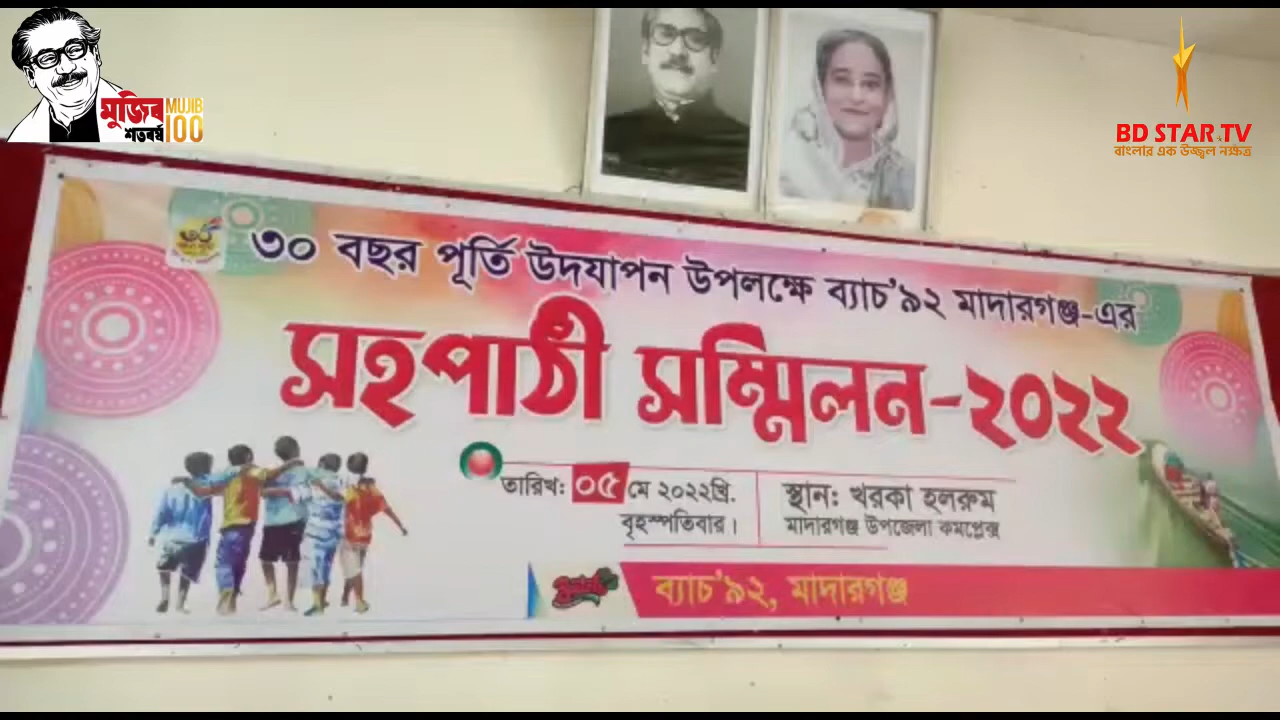 মুজিব MUJIB
শতবর্ষ 100
BD STAR TV
বাংলার এক উজ্জ্বল নক্ষত্র
৩০ বছর পূর্তি উদযাপন উপলক্ষে ব্যাচ'৯২ মাদারগঞ্জ-এর
সহপাঠী সম্মিলন-২০২২
তারিখ: ০৫ মে ২০২২খ্রি.
বৃহস্পতিবার।
স্থান: খরকা হলরুম
মাদারগঞ্জ উপজেলা কমপ্লেক্স
ব্যাচ'৯২, মাদারগঞ্জ